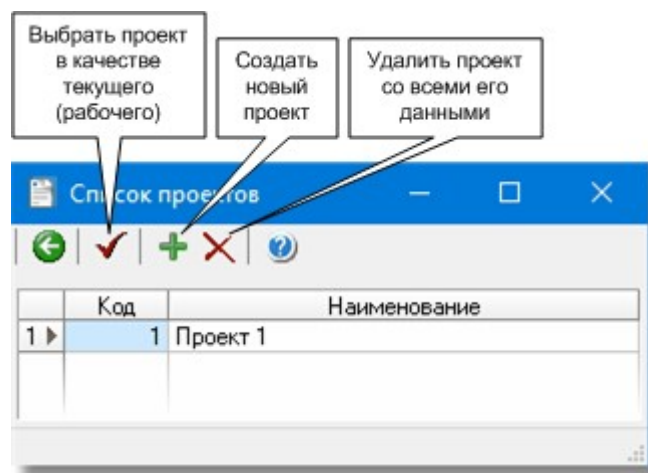 Выбрать проект
в качестве
текущего
(рабочего)
Создать
новый
проект
Удалить проект
со всеми его
данными
Список проектов
Код Наименование
1 1 Проект 1